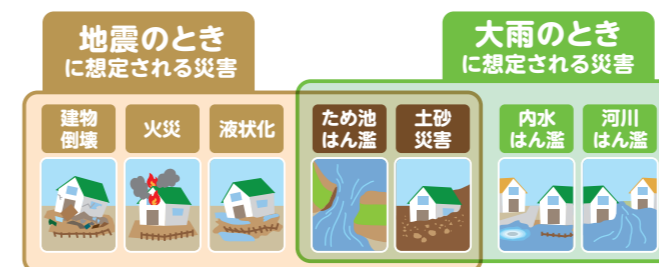 地震のとき
に想定される災害
大雨のとき
に想定される災害
建物
倒壊
火災
液状化
ため池
はん濫
土砂
災害
内水
はん濫
河川
はん濫